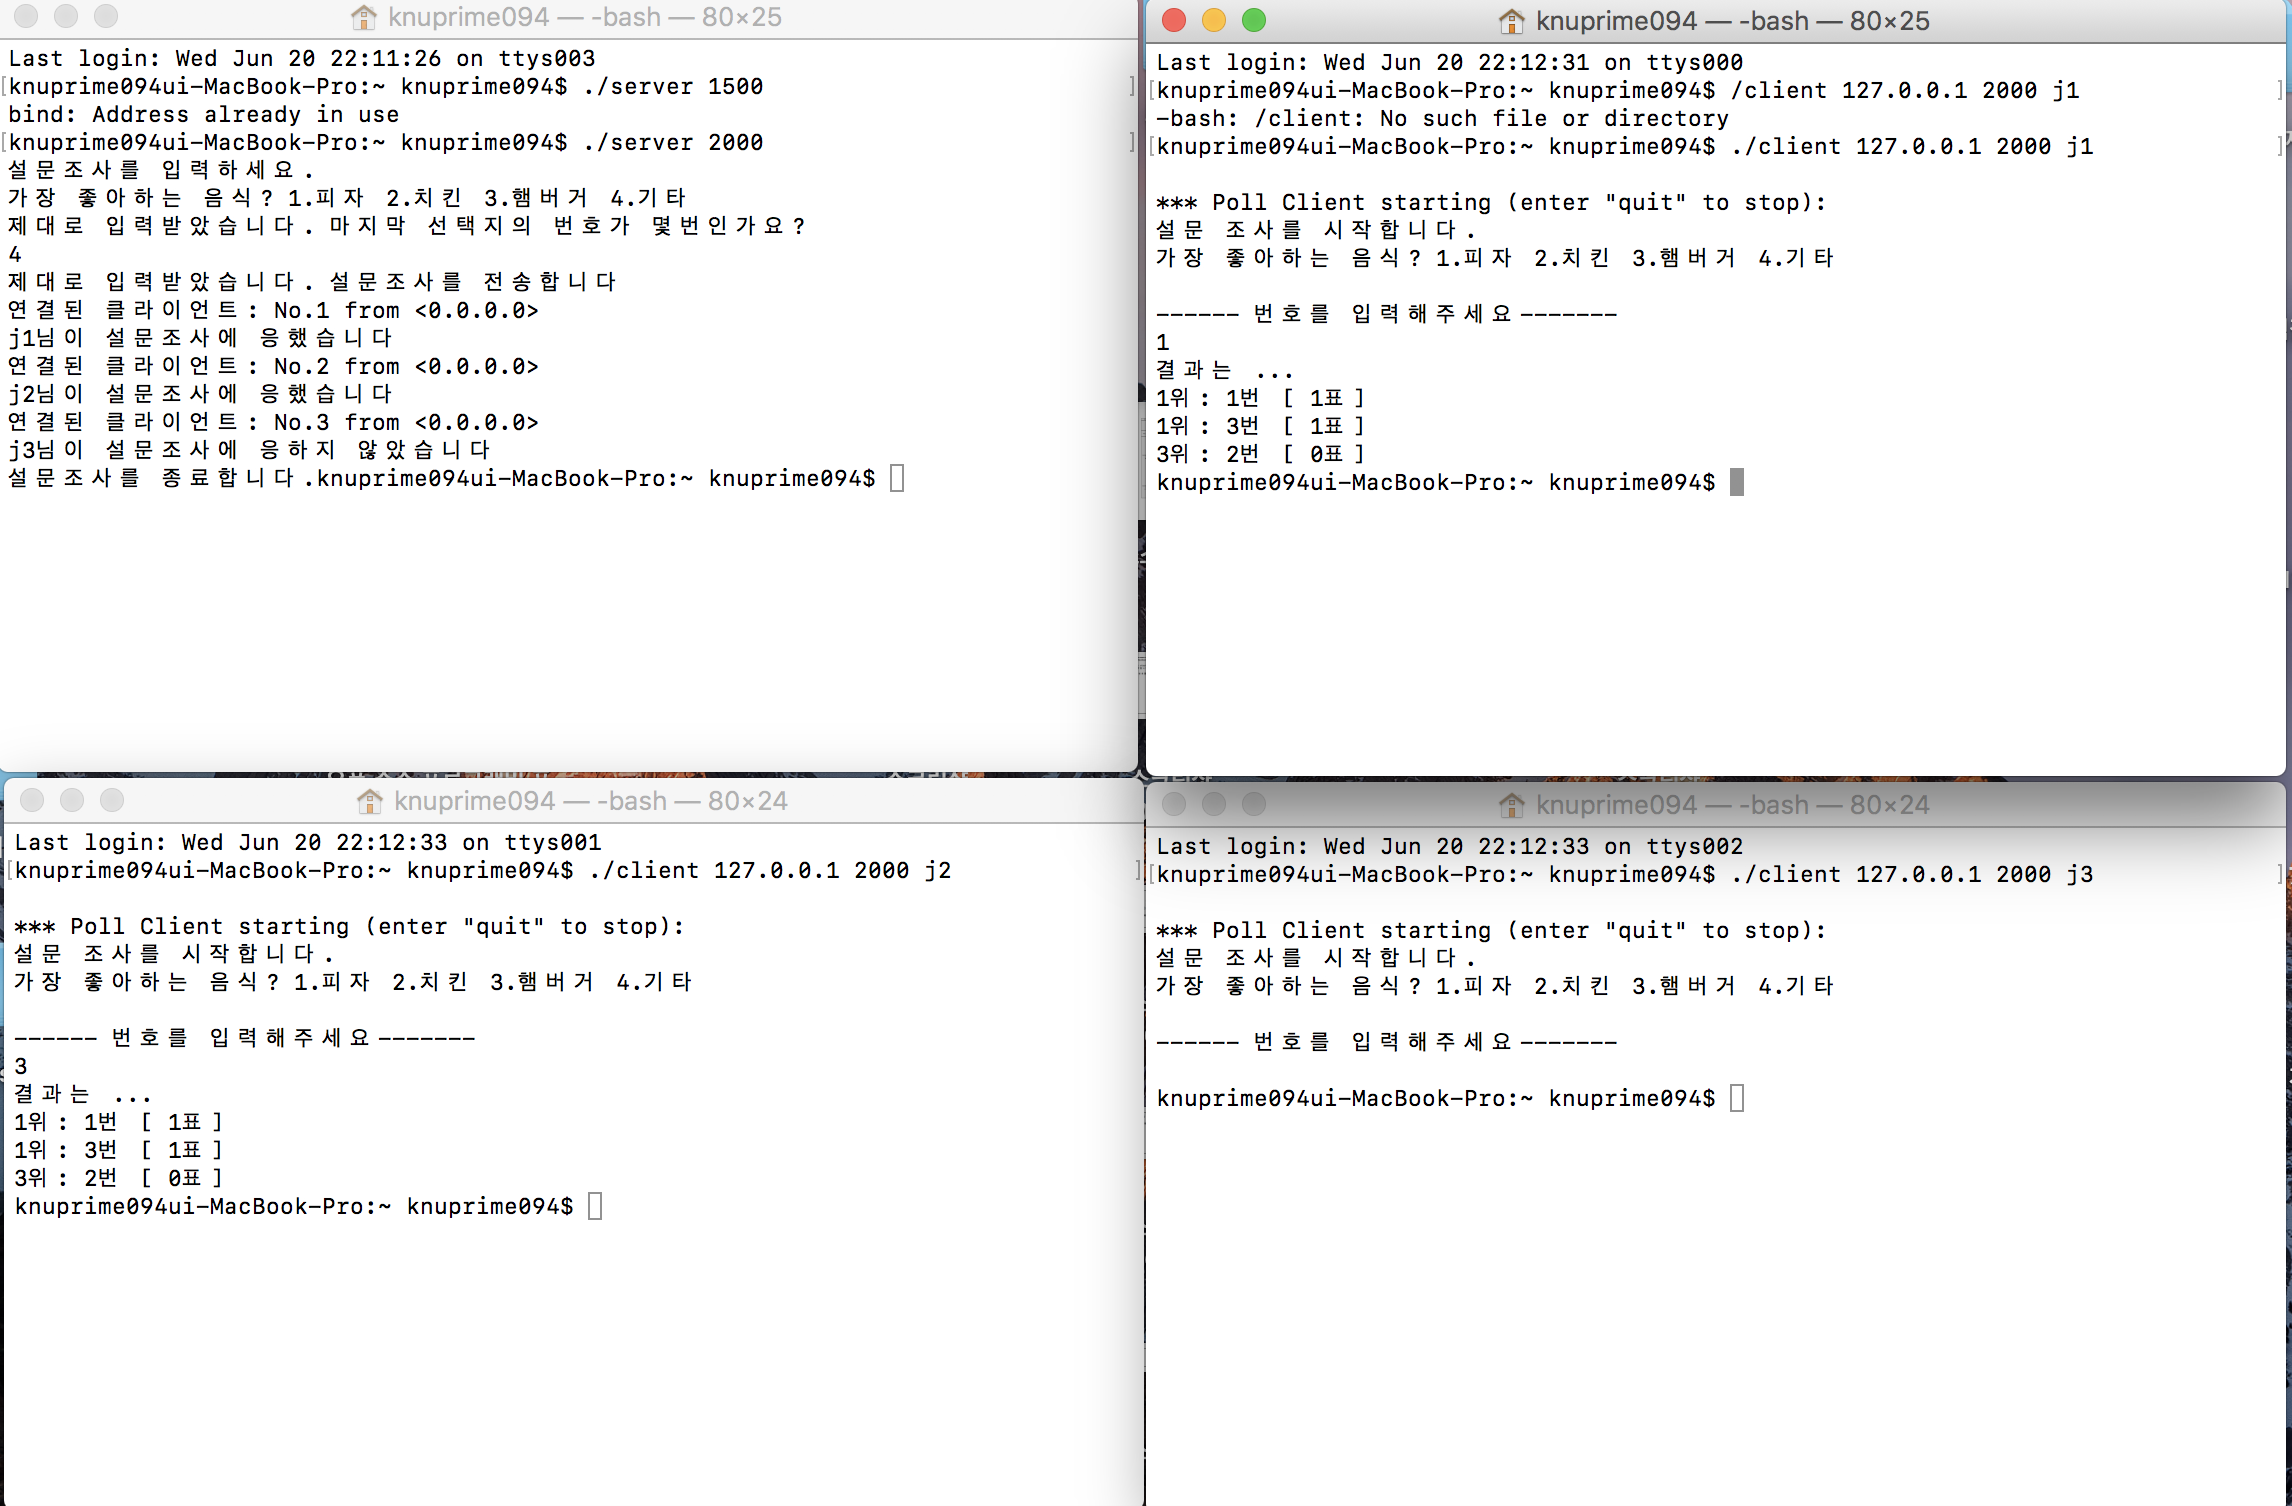 knuprime094 — -bash — 80×25
Last login: Wed Jun 20 22:11:26 on ttys003
[knuprime094ui-MacBook-Pro:~ knuprime094$ ./server 1500 ]
bind: Address already in use
[knuprime094ui-MacBook-Pro:~ knuprime094$ ./server 2000 ]
설문조사를 입력하세요.
가장 좋아하는 음식? 1.피자 2.치킨 3.햄버거 4.기타
제대로 입력받았습니다. 마지막 선택지의 번호가 몇번인가요?
4
제대로 입력받았습니다. 설문조사를 전송합니다
연결된 클라이언트: No.1 from <0.0.0.0>
j1님이 설문조사에 응했습니다
연결된 클라이언트: No.2 from <0.0.0.0>
j2님이 설문조사에 응했습니다
연결된 클라이언트: No.3 from <0.0.0.0>
j3님이 설문조사에 응하지 않았습니다
설문조사를 종료합니다.knuprime094ui-MacBook-Pro:~ knuprime094$
knuprime094 — -bash — 80×25
Last login: Wed Jun 20 22:12:31 on ttys000
[knuprime094ui-MacBook-Pro:~ knuprime094$ /client 127.0.0.1 2000 j1 ]
-bash: /client: No such file or directory
[knuprime094ui-MacBook-Pro:~ knuprime094$ ./client 127.0.0.1 2000 j1 ]
*** Poll Client starting (enter "quit" to stop):
설문 조사를 시작합니다.
가장 좋아하는 음식? 1.피자 2.치킨 3.햄버거 4.기타
------ 번호를 입력해주세요-------
1
결과는 ...
1위: 1번 [ 1표]
1위: 3번 [ 1표]
3위: 2번 [ 0표]
knuprime094ui-MacBook-Pro:~ knuprime094$
knuprime094 — -bash — 80×24
Last login: Wed Jun 20 22:12:33 on ttys001
[knuprime094ui-MacBook-Pro:~ knuprime094$ ./client 127.0.0.1 2000 j2 ]
*** Poll Client starting (enter "quit" to stop):
설문 조사를 시작합니다.
가장 좋아하는 음식? 1.피자 2.치킨 3.햄버거 4.기타
------ 번호를 입력해주세요-------
3
결과는 ...
1위: 1번 [ 1표]
1위: 3번 [ 1표]
3위: 2번 [ 0표]
knuprime094ui-MacBook-Pro:~ knuprime094$
knuprime094 — -bash — 80×24
Last login: Wed Jun 20 22:12:33 on ttys002
[knuprime094ui-MacBook-Pro:~ knuprime094$ ./client 127.0.0.1 2000 j3 ]
*** Poll Client starting (enter "quit" to stop):
설문 조사를 시작합니다.
가장 좋아하는 음식? 1.피자 2.치킨 3.햄버거 4.기타
------ 번호를 입력해주세요-------
knuprime094ui-MacBook-Pro:~ knuprime094$